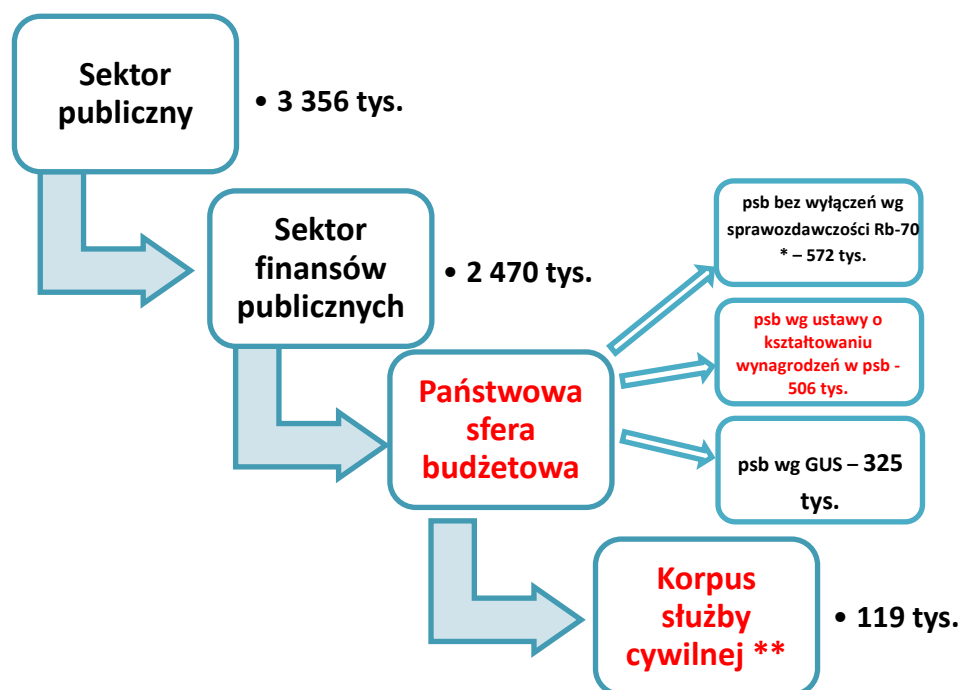 Sektor
publiczny
• 3 356 tys.
Sektor
finansów
publicznych
• 2 470 tys.
psb bez wyłączeń wg
sprawozdawczości Rb-70
* – 572 tys.
psb wg ustawy o
kształtowaniu
wynagrodzeń w psb -
506 tys.
Państwowa
sfera
budżetowa
psb wg GUS – 325
tys.
Korpus
służby
cywilnej **
• 119 tys.